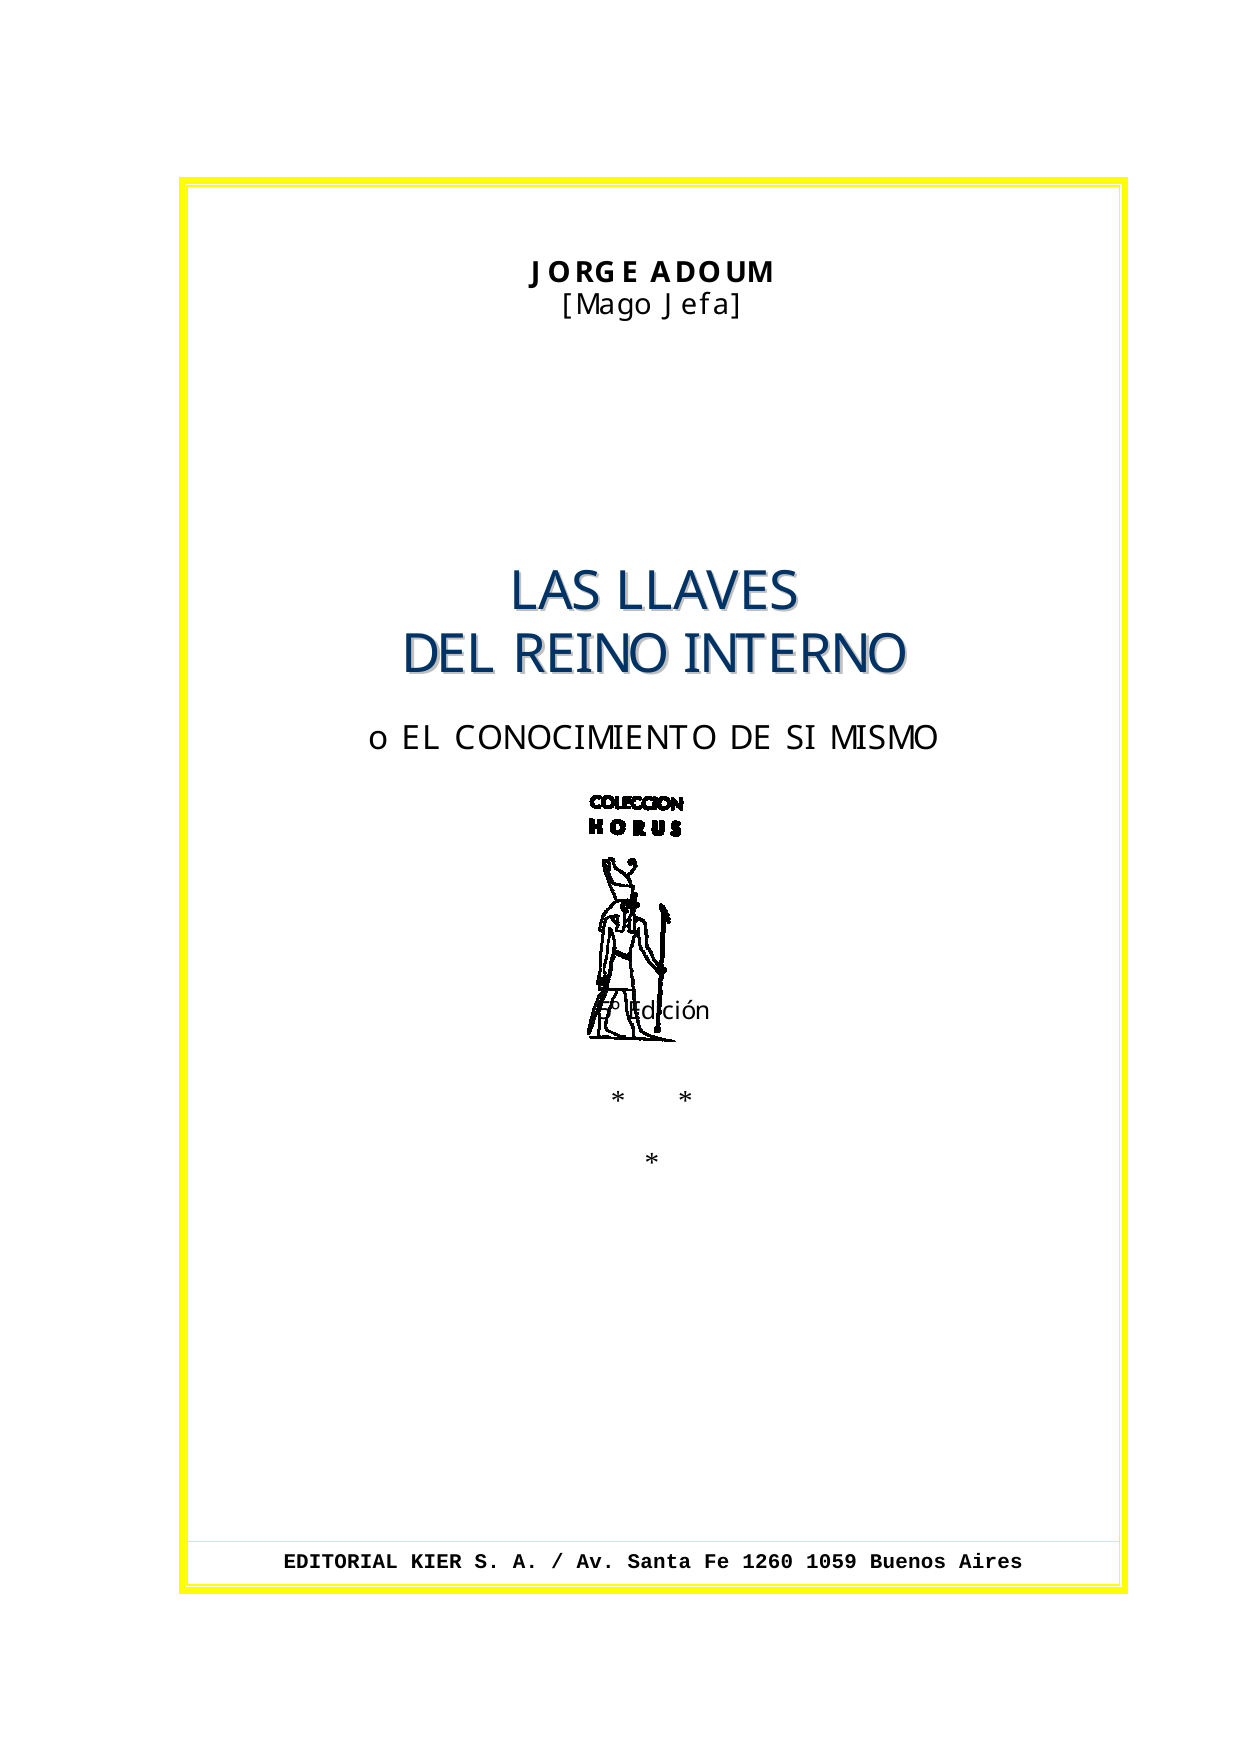 JORGE ADOUM
[Mago Jefa]
LAS LLAVES
DEL REINO INTERNO
o EL CONOCIMIENTO DE SI MISMO
COLECCION
HORUS
5º Edición
* *
*
EDITORIAL KIER S. A. / Av. Santa Fe 1260 1059 Buenos Aires